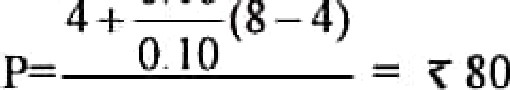 4 + /0.10 (8 – 4)
P= = ₹ 80